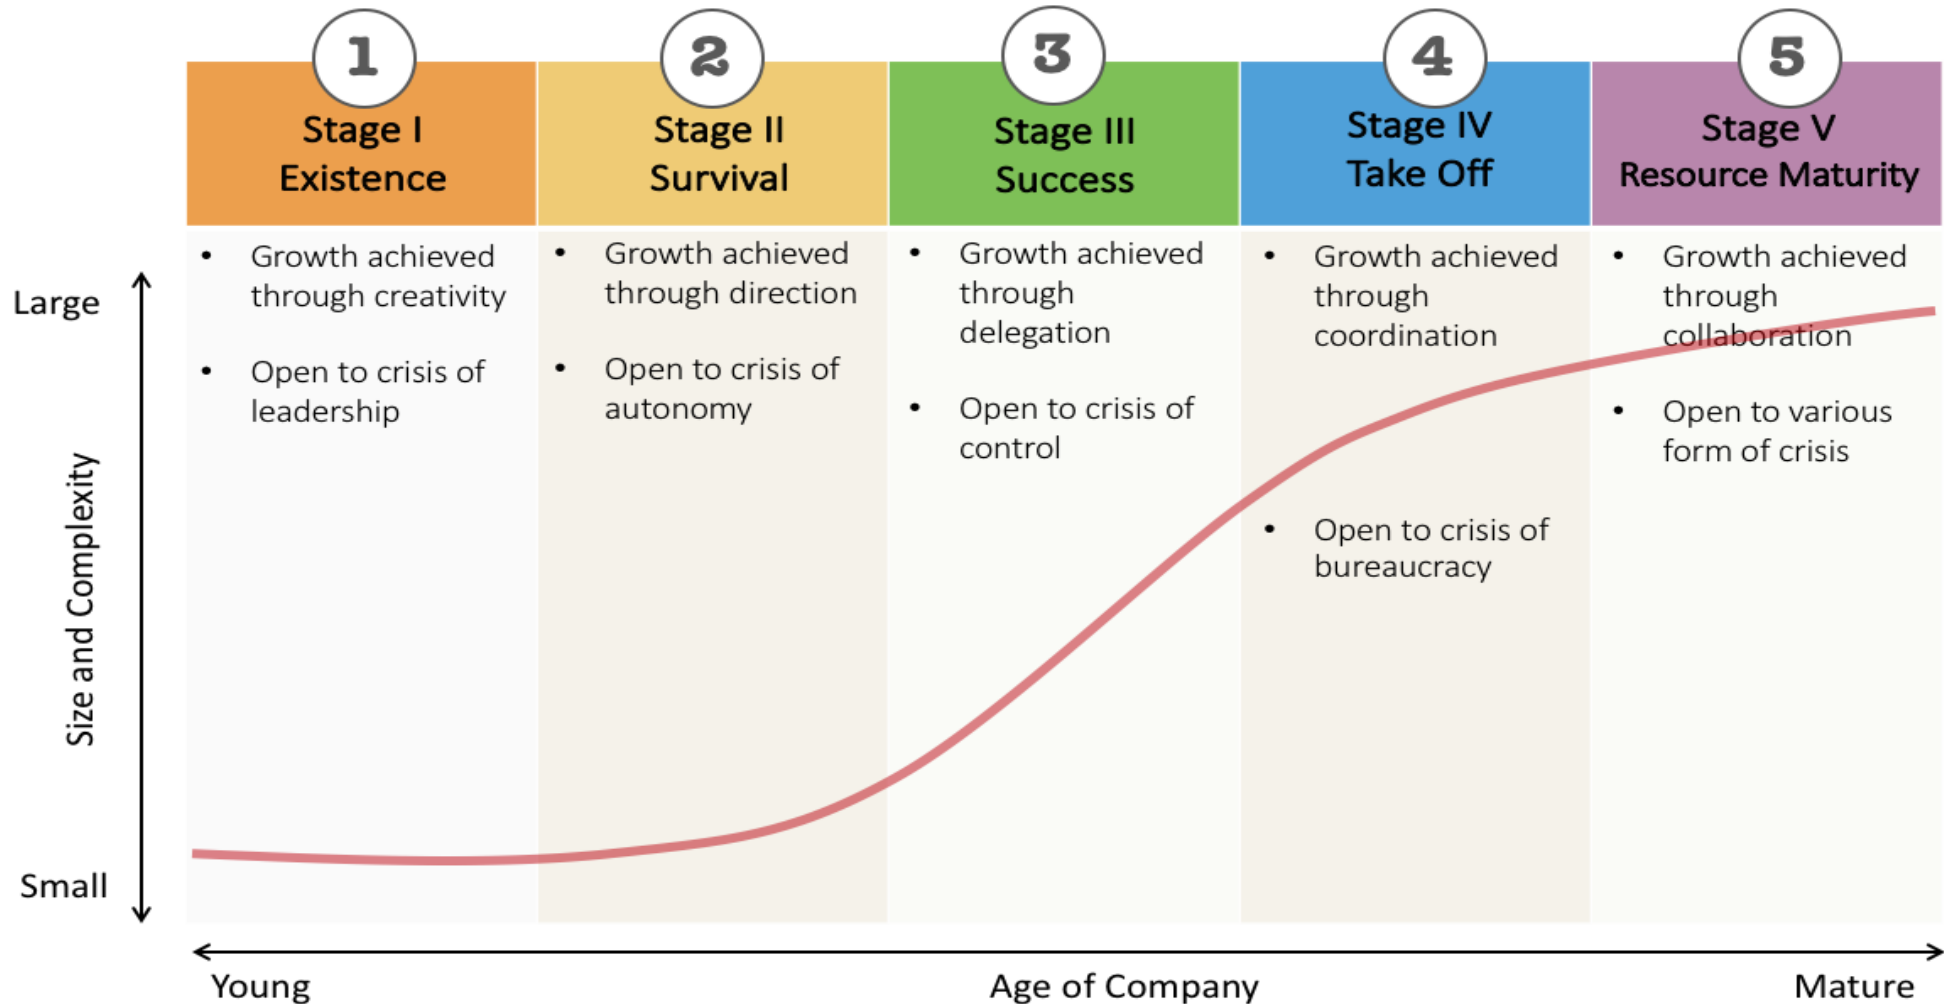 1
2
3
4
5
Stage I
Existence
Stage II
Survival
Stage III
Success
Stage IV
Take Off
Stage V
Resource Maturity
• Growth achieved
through creativity
• Open to crisis of
leadership
• Growth achieved
through direction
• Open to crisis of
autonomy
• Growth achieved
through
delegation
• Open to crisis of
control
• Growth achieved
through
coordination
• Open to crisis of
bureaucracy
• Growth achieved
through
collaboration
• Open to various
form of crisis
Large
Size and Complexity
Small
Young
Age of Company
Mature